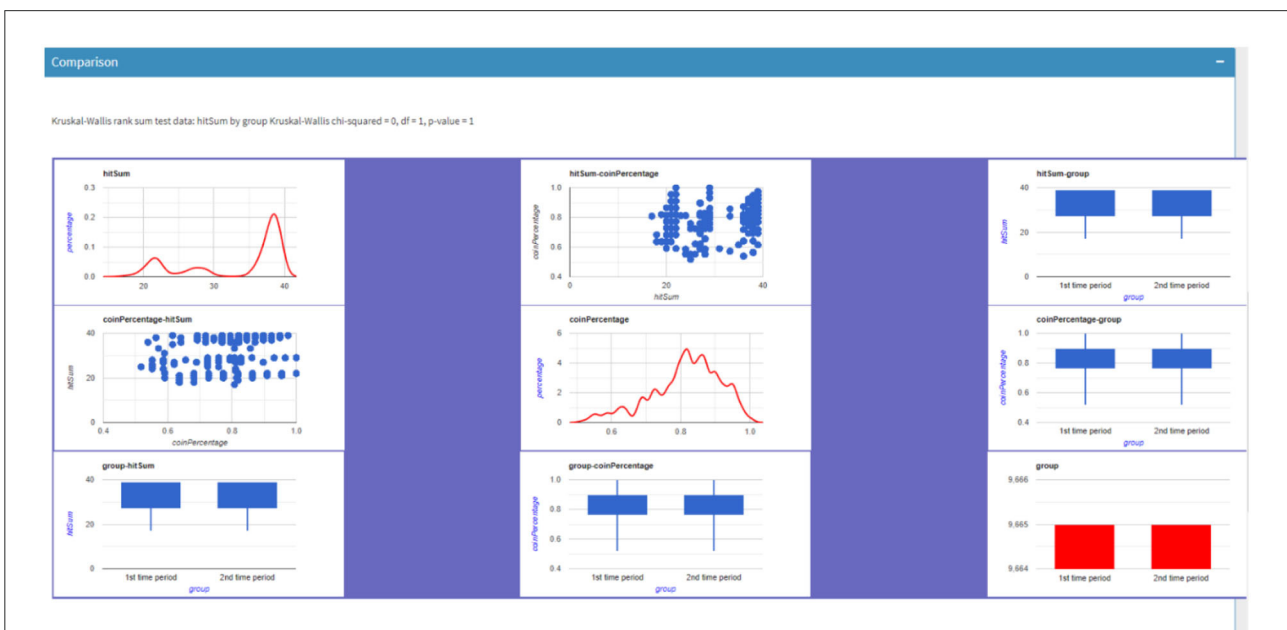 Comparison
Kruskal-Wallis rank sum test data: hitSum by group Kruskal-Wallis chi-squared = 0, df = 1, p-value = 1
hitSum
percentage
0.3
0.2
0.1
0.0
20
30
40
hitSum-coinPercentage
coinPercentage
1.0
0.8
0.6
0.4
0
20
40
hitSum
hitSum-group
hitSum
40
20
0
1st time period
2nd time period
group
coinPercentage-hitSum
hitSum
40
20
0
0.4
0.6
0.8
1.0
coinPercentage
coinPercentage
percentage
6
4
2
0
0.6
0.8
1.0
coinPercentage-group
coinPercentage
1.0
0.8
0.6
0.4
1st time period
2nd time period
group
group-hitSum
hitSum
40
20
0
1st time period
2nd time period
group
group-coinPercentage
coinPercentage
1.0
0.8
0.6
0.4
1st time period
2nd time period
group
group
9.666
9.665
9.664
1st time period
2nd time period